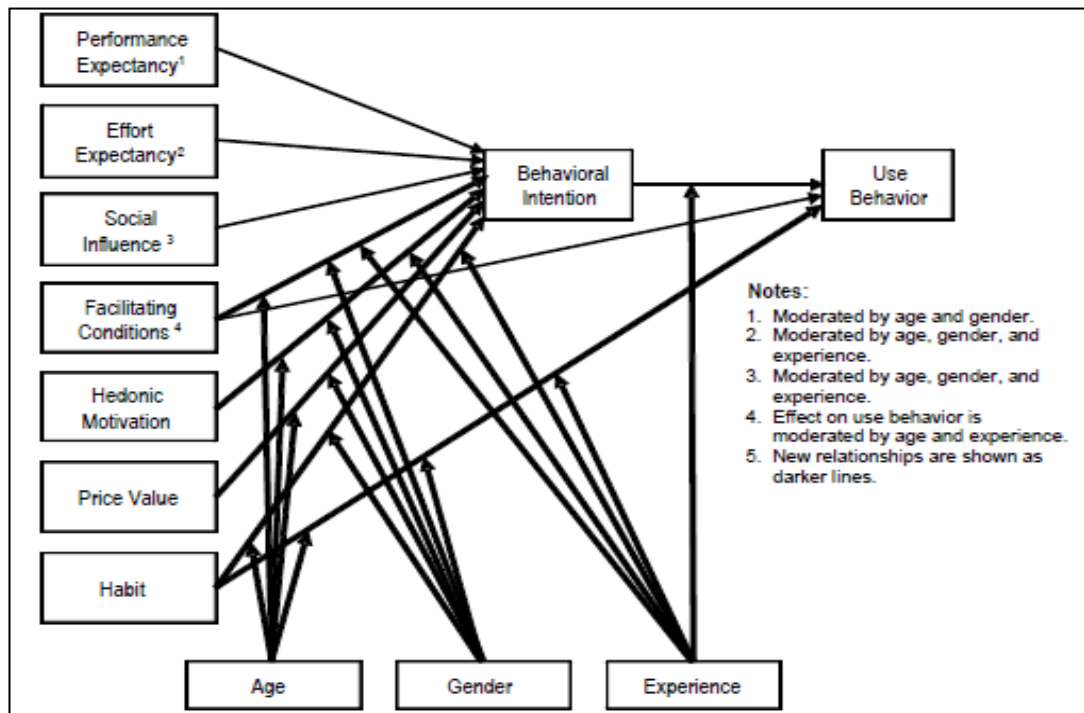 Performance
Expectancy1
Effort
Expectancy2
Social
Influence 3
Facilitating
Conditions 4
Hedonic
Motivation
Price Value
Habit
Behavioral
Intention
Use
Behavior
Notes:
1. Moderated by age and gender.
2. Moderated by age, gender, and
experience.
3. Moderated by age, gender, and
experience.
4. Effect on use behavior is
moderated by age and experience.
5. New relationships are shown as
darker lines.
Age
Gender
Experience